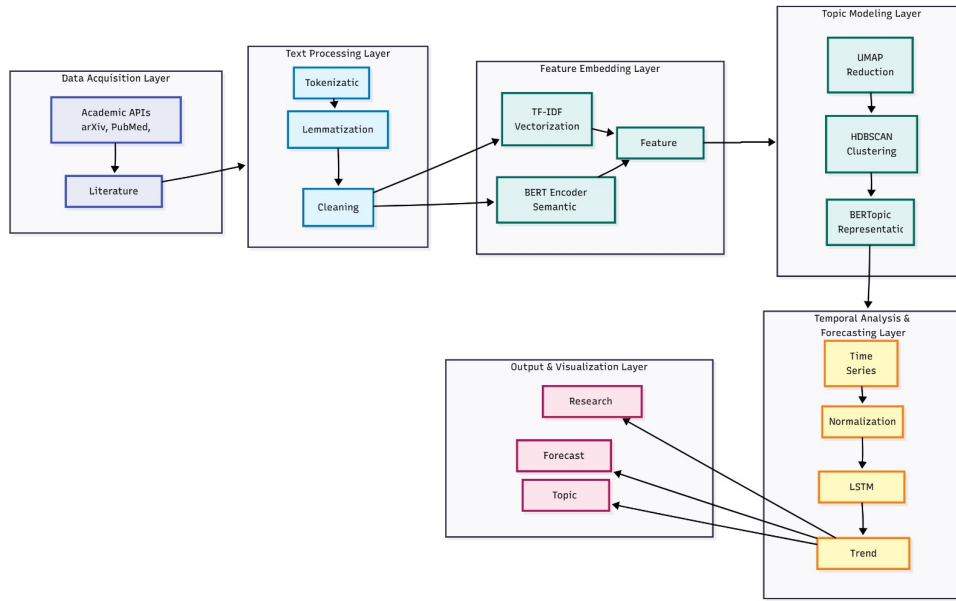 Data Acquisition Layer
Academic APIs
arXiv, PubMed,
Literature
Text Processing Layer
Tokenizatic
Lemmatization
Cleaning
Feature Embedding Layer
TF-IDF
Vectorization
BERT Encoder
Semantic
Feature
Topic Modeling Layer
UMAP
Reduction
HDBSCAN
Clustering
BERTopic
Representatic
Temporal Analysis &
Forecasting Layer
Time
Series
Normalization
LSTM
Trend
Output & Visualization Layer
Research
Forecast
Topic